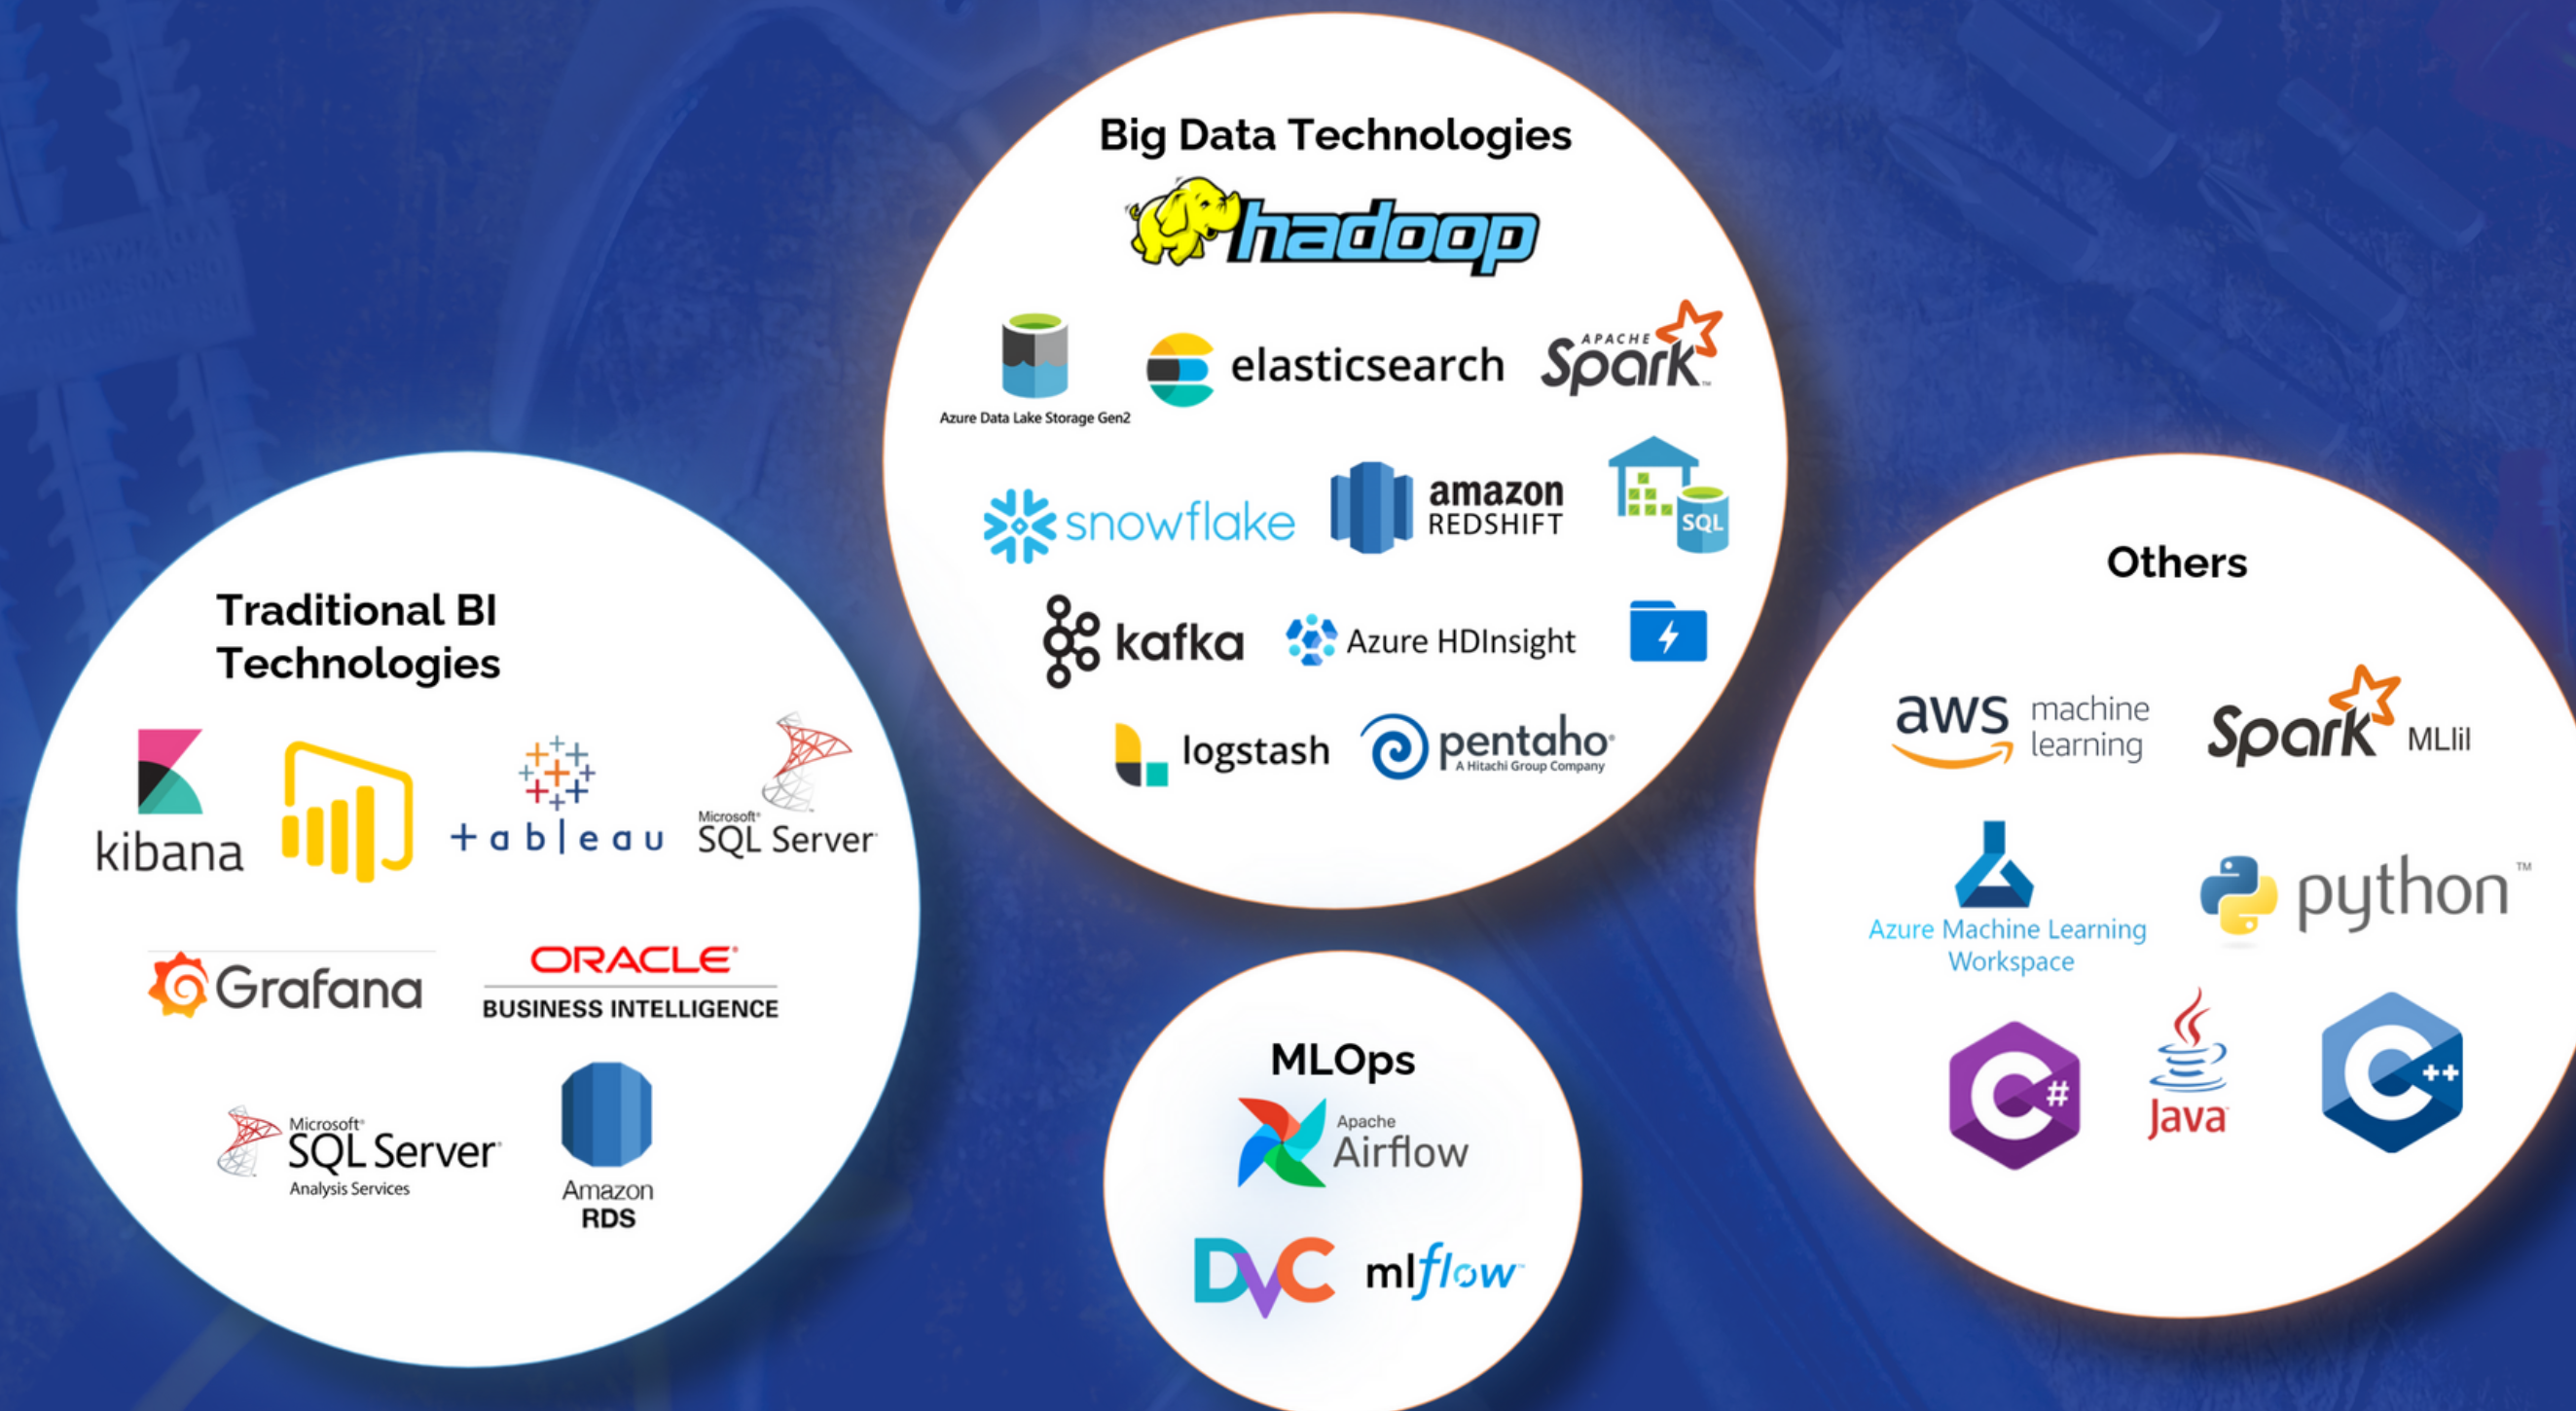 Big Data Technologies
hadoop
Azure Data Lake Storage Gen2
elasticsearch
APACHE
Spark™
snowflake
amazon
REDSHIFT
SQL
kafka
Azure HDInsight
logstash
pentaho®
A Hitachi Group Company
Traditional BI
Technologies
kibana
+ableau
Microsoft®
SQL Server
Grafana
ORACLE®
BUSINESS INTELLIGENCE
Microsoft®
SQL Server
Analysis Services
Amazon
RDS
MLOps
Apache
Airflow
DVC
mlflow
Others
aws
machine
learning
Spark
MLlil
Azure Machine Learning
Workspace
python™
C#
Java
C++